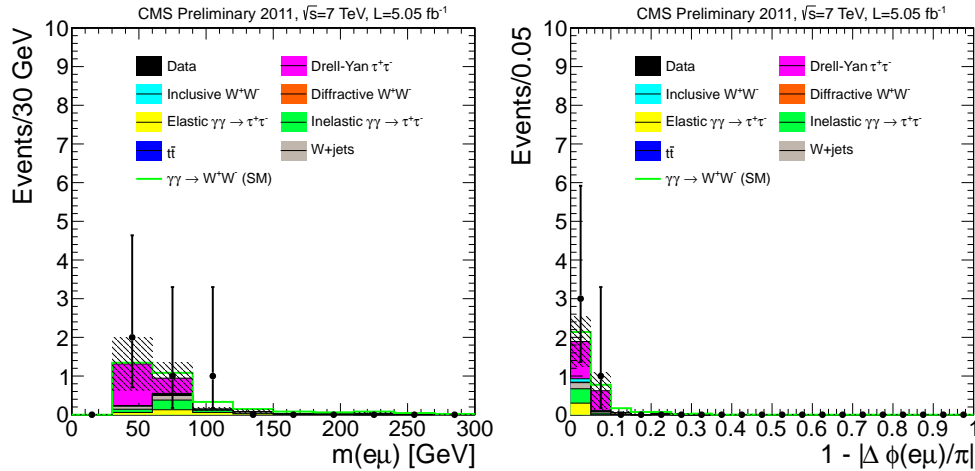 CMS Preliminary 2011, √s=7 TeV, L=5.05 fb⁻¹
Events/30 GeV
10
9
8
7
6
5
4
3
2
1
0
Data
Drell-Yan τ⁺τ⁻
Inclusive W⁺W⁻
Diffractive W⁺W⁻
Elastic γγ → τ⁺τ⁻
Inelastic γγ → τ⁺τ⁻
tt̄
W+jets
γγ → W⁺W⁻ (SM)
0 50 100 150 200 250 300
m(eμ) [GeV]
CMS Preliminary 2011, √s=7 TeV, L=5.05 fb⁻¹
Events/0.05
10
9
8
7
6
5
4
3
2
1
0
Data
Drell-Yan τ⁺τ⁻
Inclusive W⁺W⁻
Diffractive W⁺W⁻
Elastic γγ → τ⁺τ⁻
Inelastic γγ → τ⁺τ⁻
tt̄
W+jets
γγ → W⁺W⁻ (SM)
0 0.1 0.2 0.3 0.4 0.5 0.6 0.7 0.8 0.9 1
1 - |Δ φ(eμ)/π|